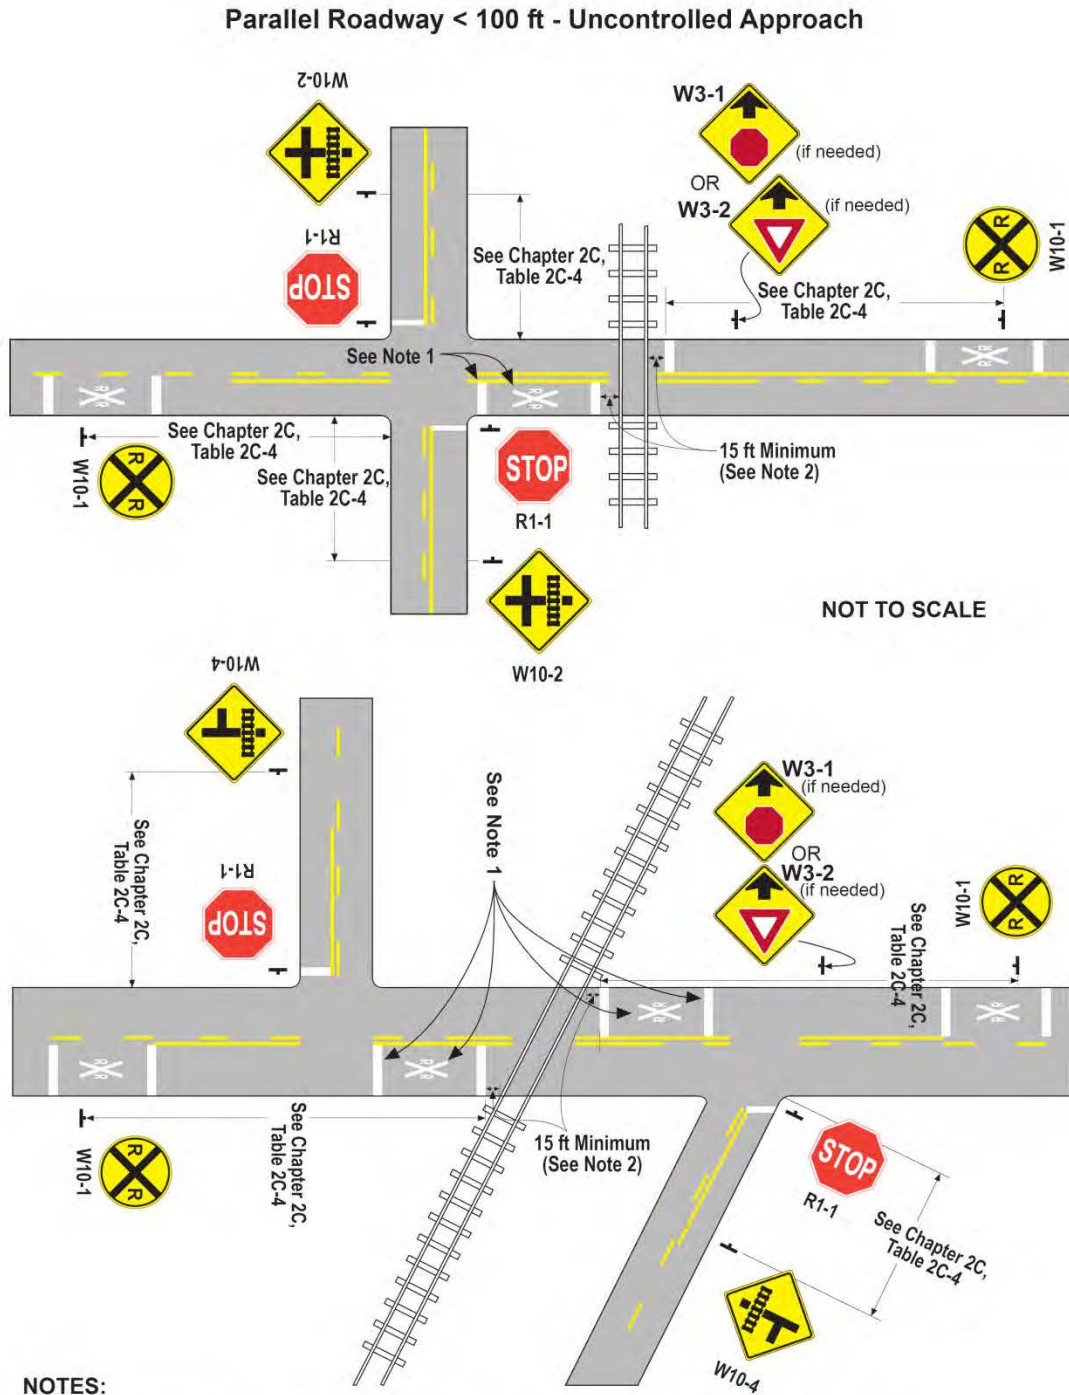 Parallel Roadway < 100 ft - Uncontrolled Approach
W10-2
W3-1
(if needed)
OR
W3-2
(if needed)
R1-1
STOP
See Chapter 2C,
Table 2C-4
R R
W10-1
See Chapter 2C,
Table 2C-4
See Note 1
R R
R R
R R
See Chapter 2C,
Table 2C-4
R R
W10-1
See Chapter 2C,
Table 2C-4
STOP
R1-1
15 ft Minimum
(See Note 2)
W10-2
NOT TO SCALE
W10-4
See Chapter 2C,
Table 2C-4
R1-1
STOP
See Note 1
W3-1
(if needed)
OR
W3-2
(if needed)
R R
W10-1
See Chapter 2C,
Table 2C-4
R R
R R
R R
R R
R R
W10-1
See Chapter 2C,
Table 2C-4
15 ft Minimum
(See Note 2)
STOP
R1-1
See Chapter 2C,
Table 2C-4
W10-4
NOTES: